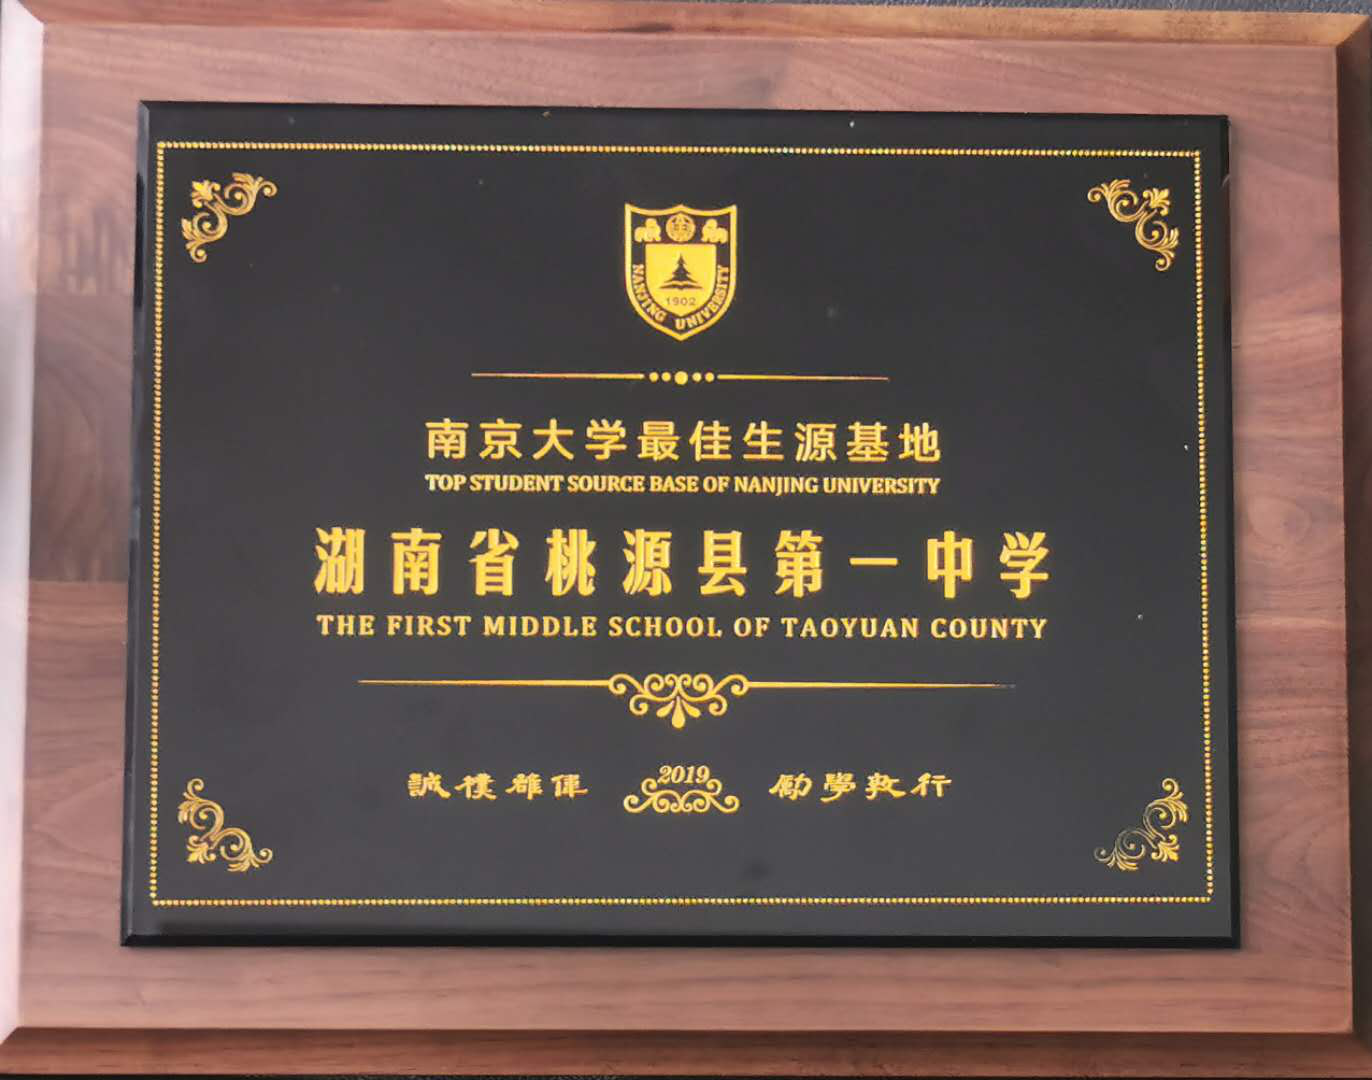 NANJING UNIVERSITY
1902
南京大学最佳生源基地
TOP STUDENT SOURCE BASE OF NANJING UNIVERSITY
湖南省桃源县第一中学
THE FIRST MIDDLE SCHOOL OF TAOYUAN COUNTY
誠樸雄偉 2019 勵學敦行